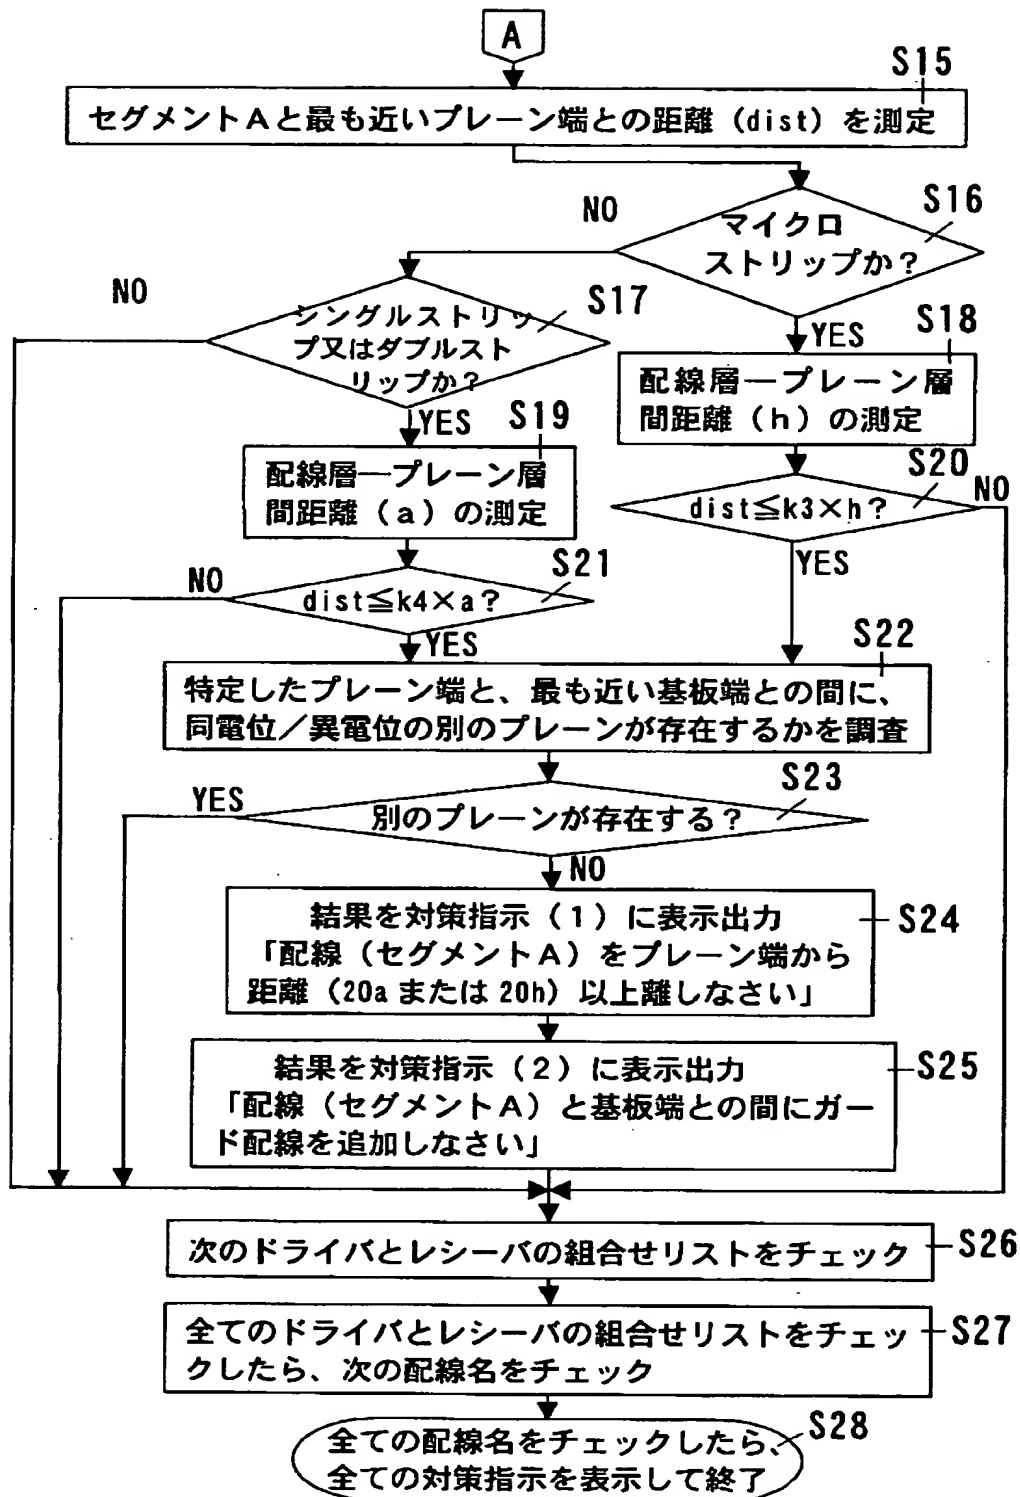 A
S15
セグメントAと最も近いプレーン端との距離（dist）を測定
S16
NO
マイクロ
ストリップか？
NO
S17
シングルストリッ
プ又はダブルスト
リップか？
YES
S18
配線層―プレーン層
間距離（h）の測定
YES
S19
配線層―プレーン層
間距離（a）の測定
S20
NO
dist≦k3×h？
YES
S21
NO
dist≦k4×a？
YES
S22
特定したプレーン端と、最も近い基板端との間に、
同電位／異電位の別のプレーンが存在するかを調査
S23
YES
別のプレーンが存在する？
NO
結果を対策指示（1）に表示出力
S24
「配線（セグメントA）をプレーン端から
距離（20aまたは20h）以上離しなさい」
結果を対策指示（2）に表示出力
S25
「配線（セグメントA）と基板端との間にガー
ド配線を追加しなさい」
次のドライバとレシーバの組合せリストをチェック
S26
全てのドライバとレシーバの組合せリストをチェッ
S27
クしたら、次の配線名をチェック
S28
全ての配線名をチェックしたら、
全ての対策指示を表示して終了